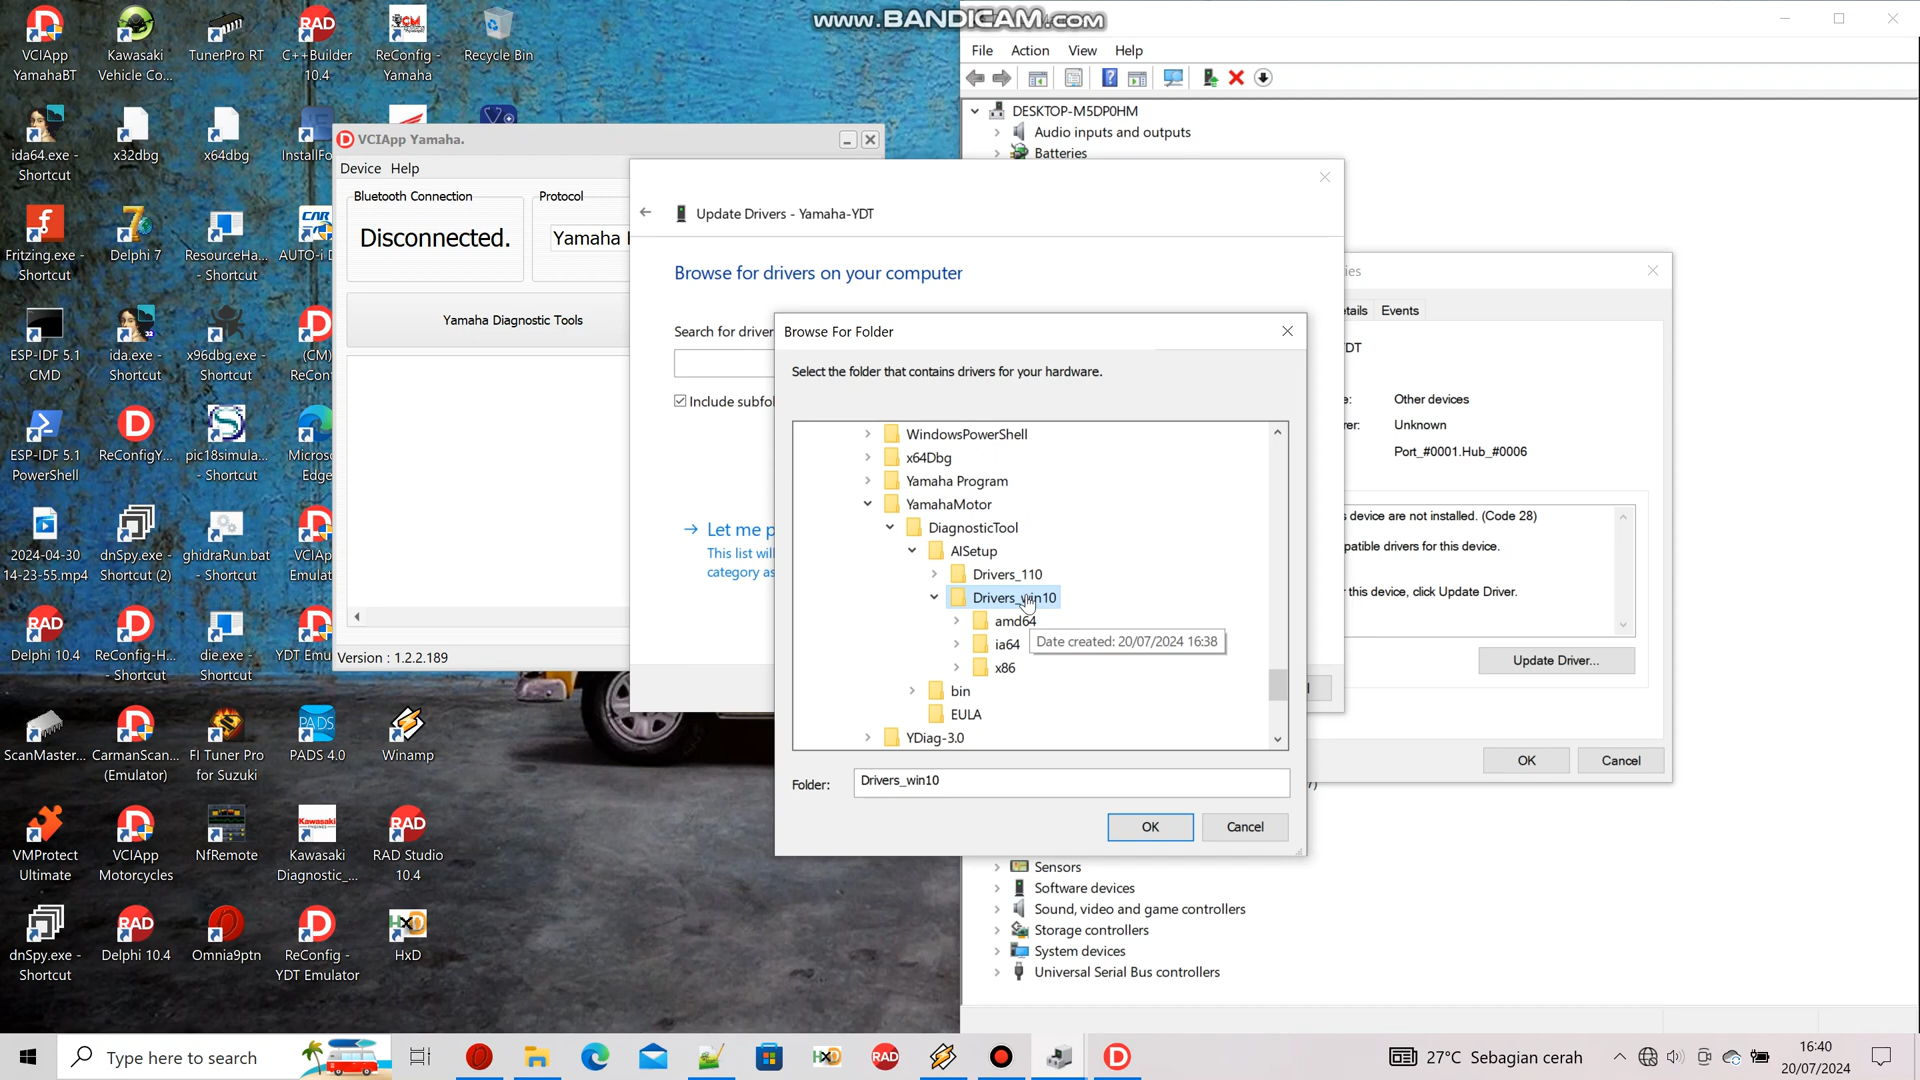 www.BANDICAM.com
VCIApp
YamahaBT
Kawasaki
Vehicle Co...
TunerPro RT
C++Builder
10.4
ReConfig -
Yamaha
Recycle Bin
ida64.exe -
Shortcut
x32dbg
x64dbg
InstallFo
Fritzing.exe -
Shortcut
Delphi 7
ResourceHa...
- Shortcut
AUTO-i D
ESP-IDF 5.1
CMD
ida.exe -
Shortcut
x96dbg.exe -
Shortcut
(CM)
ReCon
ESP-IDF 5.1
PowerShell
ReConfigY...
pic18simula...
- Shortcut
Micros
Edge
2024-04-30
14-23-55.mp4
dnSpy.exe -
Shortcut (2)
ghidraRun.bat
- Shortcut
VCIAp
Emulat
Delphi 10.4
ReConfig-H...
die.exe -
Shortcut
YDT Emu
ScanMaster...
CarmanScan...
(Emulator)
FI Tuner Pro
for Suzuki
PADS 4.0
Winamp
VMProtect
Ultimate
VCIApp
Motorcycles
NfRemote
Kawasaki
Diagnostic_...
RAD Studio
10.4
dnSpy.exe -
Shortcut
Delphi 10.4
Omnia9ptn
ReConfig -
YDT Emulator
HxD
VCIApp Yamaha.
Device Help
Bluetooth Connection
Disconnected.
Protocol
Yamaha
Yamaha Diagnostic Tools
Version : 1.2.2.189
Update Drivers - Yamaha-YDT
Browse for drivers on your computer
Search for driver
Include subfol
Let me p
This list will
category as
Browse For Folder
Select the folder that contains drivers for your hardware.
WindowsPowerShell
x64Dbg
Yamaha Program
YamahaMotor
DiagnosticTool
AISetup
Drivers_110
Drivers_win10
amd64
ia64
x86
Date created: 20/07/2024 16:38
bin
EULA
YDiag-3.0
Folder:
Drivers_win10
OK
Cancel
File Action View Help
DESKTOP-M5DP0HM
Audio inputs and outputs
Batteries
ies
tails
Events
DT
e:
Other devices
rer:
Unknown
Port_#0001.Hub_#0006
s device are not installed. (Code 28)
patible drivers for this device.
this device, click Update Driver.
Update Driver...
OK
Cancel
Sensors
Software devices
Sound, video and game controllers
Storage controllers
System devices
Universal Serial Bus controllers
Type here to search
27°C Sebagian cerah
16:40
20/07/2024